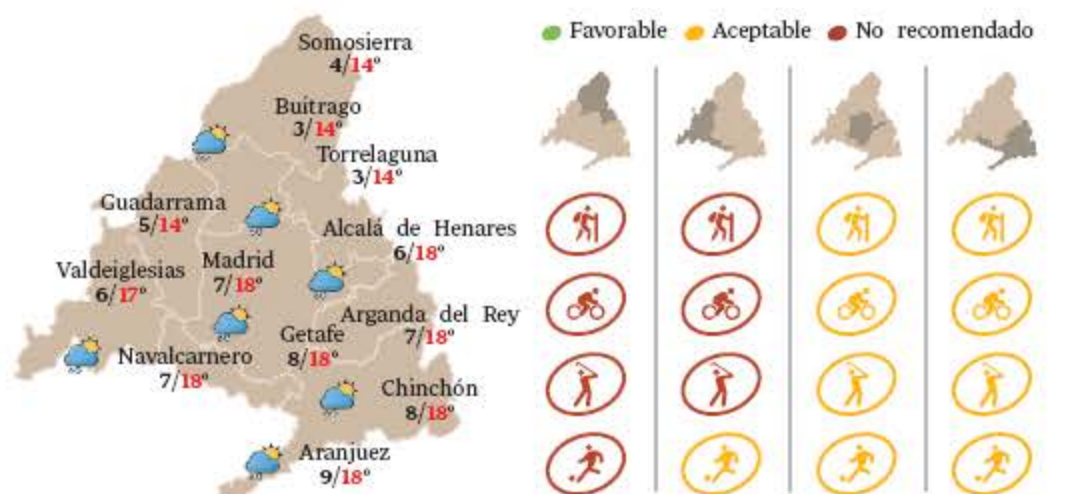 Somosierra
4/14º
Buitrago
3/14º
Torrelaguna
3/14º
Guadarrama
5/14º
Alcalá de Henares
6/18º
Madrid
7/18º
Valdeiglesias
6/17º
Arganda del Rey
7/18º
Getafe
8/18º
Navalcarnero
7/18º
Chinchón
8/18º
Aranjuez
9/18º
Favorable Aceptable No recomendado